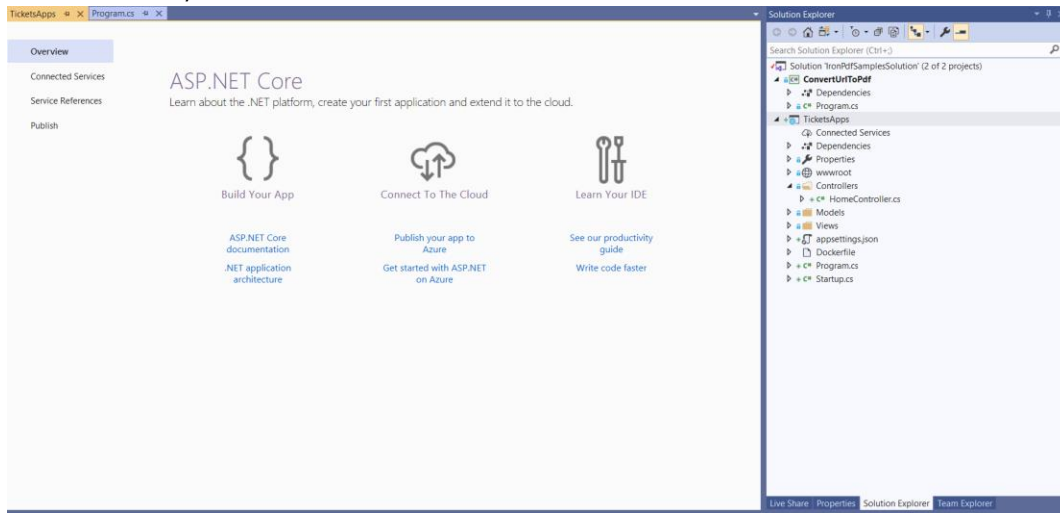 TicketsApps
Program.cs
Overview
Connected Services
Service References
Publish
ASP.NET Core
Learn about the .NET platform, create your first application and extend it to the cloud.
Build Your App
Connect To The Cloud
Learn Your IDE
ASP.NET Core
documentation
Publish your app to
Azure
See our productivity
guide
.NET application
architecture
Get started with ASP.NET
on Azure
Write code faster
Solution Explorer
Search Solution Explorer (Ctrl+;)
Solution 'IronPdfSamplesSolution' (2 of 2 projects)
ConvertUrlToPdf
Dependencies
C# Program.cs
TicketsApps
Connected Services
Dependencies
Properties
wwwroot
Controllers
C# HomeController.cs
Models
Views
appsettings.json
Dockerfile
C# Program.cs
C# Startup.cs
Live Share Properties Solution Explorer Team Explorer